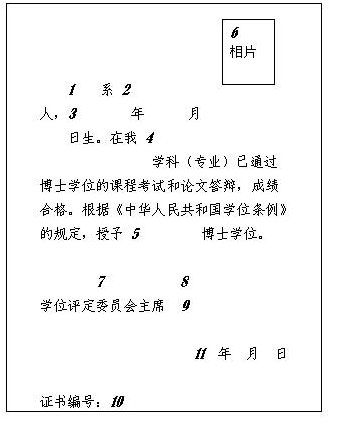 6
相片
1 系 2
人，3 年 月
日生。在我 4
学科（专业）已通过
博士学位的课程考试和论文答辩，成绩
合格。根据《中华人民共和国学位条例》
的规定，授予 5 博士学位。
7 8
学位评定委员会主席 9
11 年 月 日
证书编号：10